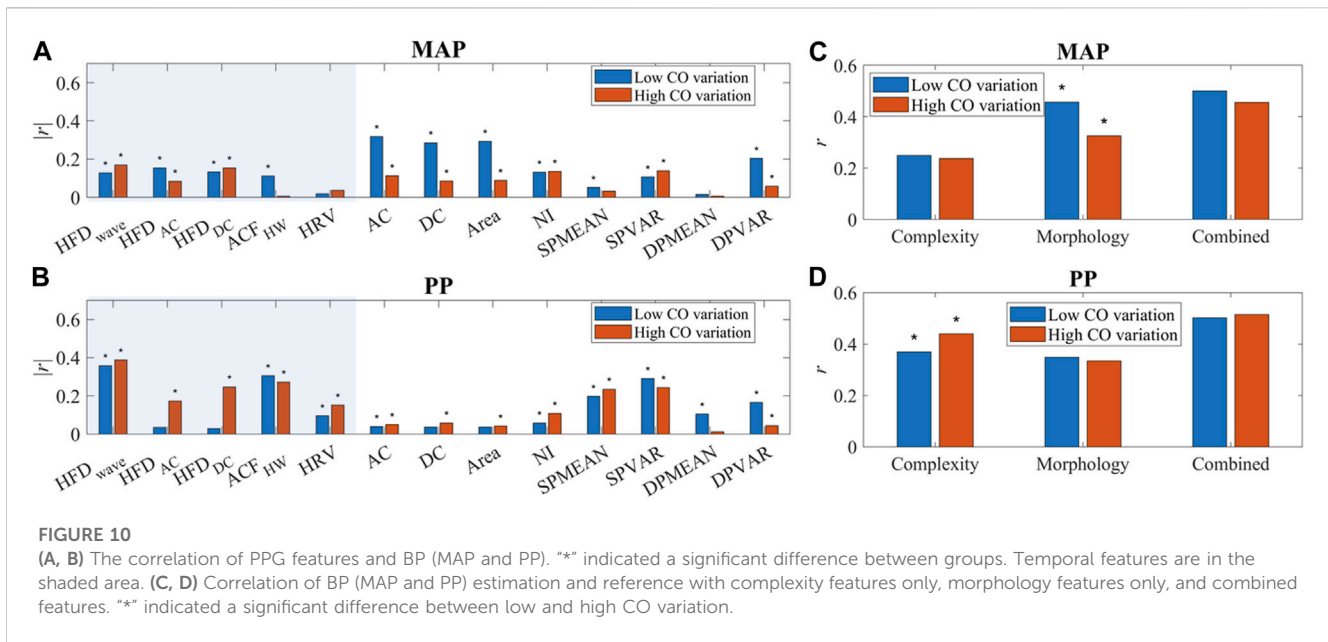 A
MAP
Low CO variation
High CO variation
|r|
0.6
0.4
0.2
0
* * * * * * * * * * * * * * * * * * * *
HFD wave
HFD AC
HFD DC
ACF HW
HRV
AC
DC
Area
NI
SPMEAN
SPVAR
DPMEAN
DPVAR
B
PP
Low CO variation
High CO variation
|r|
0.6
0.4
0.2
0
* * * * * * * * * * * * * * * * * * * * *
HFD wave
HFD AC
HFD DC
ACF HW
HRV
AC
DC
Area
NI
SPMEAN
SPVAR
DPMEAN
DPVAR
C
MAP
Low CO variation
High CO variation
r
0.6
0.4
0.2
0
* *
Complexity Morphology Combined
D
PP
Low CO variation
High CO variation
r
0.6
0.4
0.2
0
* *
Complexity Morphology Combined
FIGURE 10
(A, B) The correlation of PPG features and BP (MAP and PP). “*” indicated a significant difference between groups. Temporal features are in the
shaded area. (C, D) Correlation of BP (MAP and PP) estimation and reference with complexity features only, morphology features only, and combined
features. “*” indicated a significant difference between low and high CO variation.